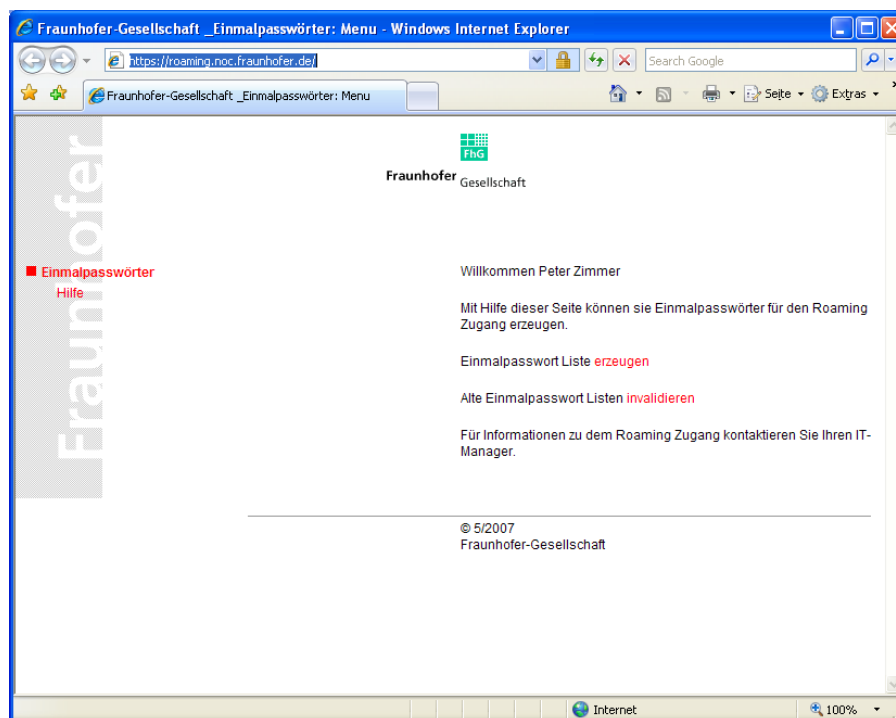 Fraunhofer-Gesellschaft _Einmalpasswörter: Menu - Windows Internet Explorer
https://roaming.noc.fraunhofer.de/
Search Google
Fraunhofer-Gesellschaft _Einmalpasswörter: Menu
Seite
Extras
Fraunhofer
FhG
Fraunhofer Gesellschaft
Einmalpasswörter
Hilfe
Willkommen Peter Zimmer
Mit Hilfe dieser Seite können sie Einmalpasswörter für den Roaming
Zugang erzeugen.
Einmalpasswort Liste erzeugen
Alte Einmalpasswort Listen invalidieren
Für Informationen zu dem Roaming Zugang kontaktieren Sie Ihren IT-
Manager.
© 5/2007
Fraunhofer-Gesellschaft
Internet
100%